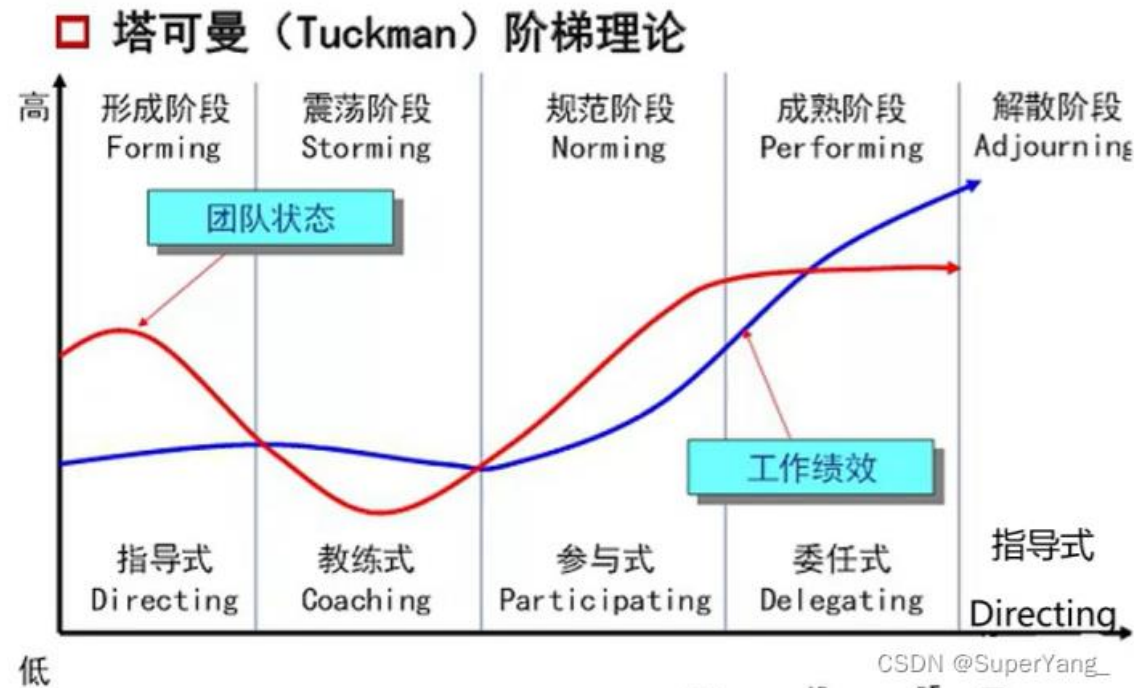 塔可曼（Tuckman）阶梯理论
高
形成阶段
Forming
震荡阶段
Storming
规范阶段
Norming
成熟阶段
Performing
解散阶段
Adjourning
团队状态
工作绩效
指导式
Directing
教练式
Coaching
参与式
Participating
委任式
Delegating
指导式
Directing
低
CSDN @SuperYang_